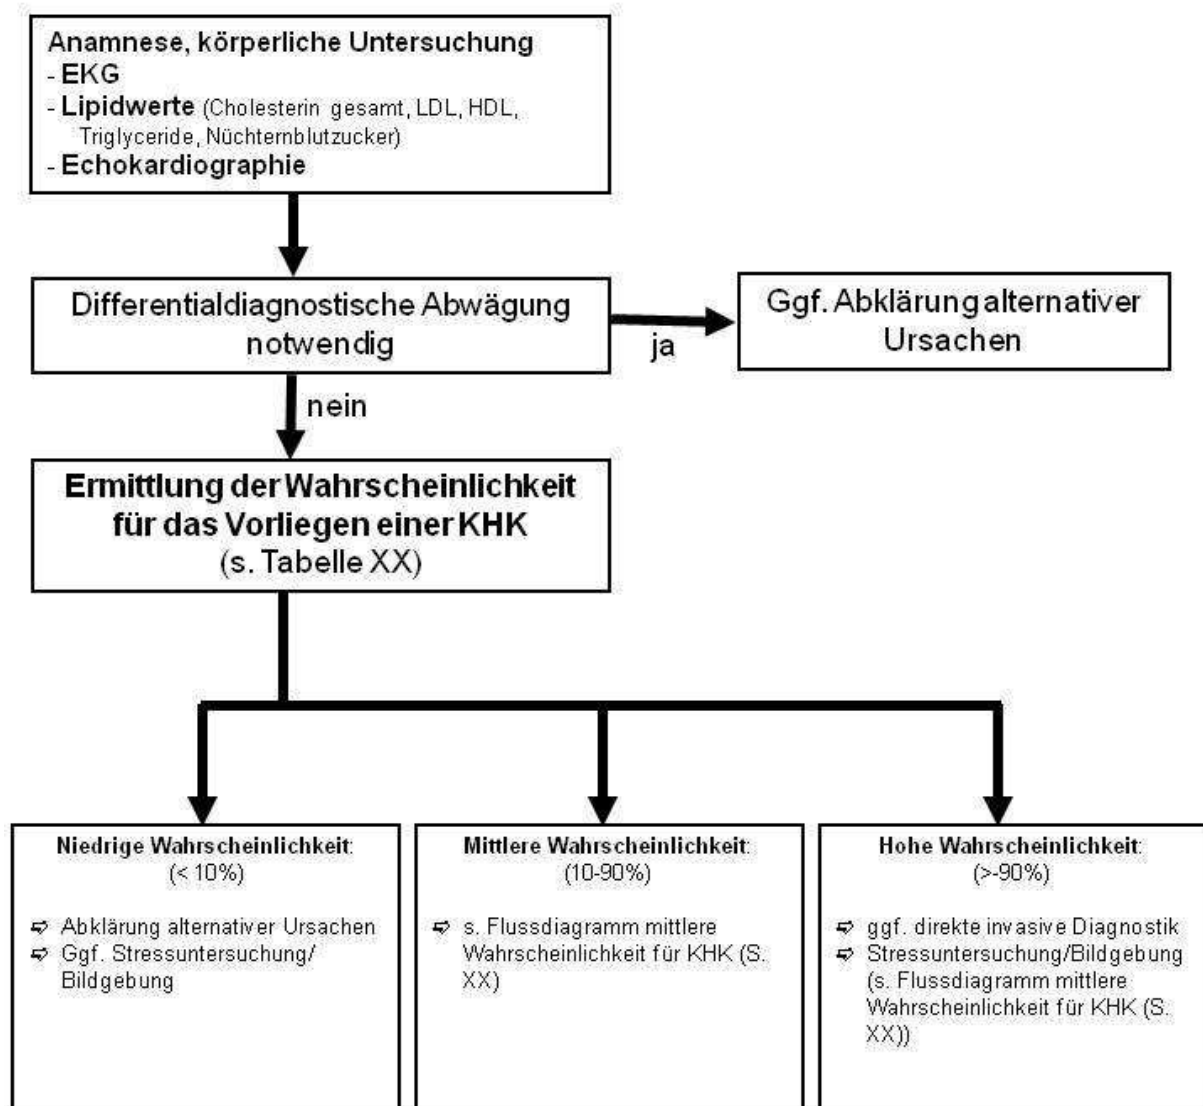 Anamnese, körperliche Untersuchung
- EKG
- Lipidwerte (Cholesterin gesamt, LDL, HDL,
Triglyceride, Nüchternblutzucker)
- Echokardiographie
Differentialdiagnostische Abwägung
notwendig
ja
Ggf. Abklärung alternativer
Ursachen
nein
Ermittlung der Wahrscheinlichkeit
für das Vorliegen einer KHK
(s. Tabelle XX)
Niedrige Wahrscheinlichkeit:
(< 10%)
⇨ Abklärung alternativer Ursachen
⇨ Ggf. Stressuntersuchung/
Bildgebung
Mittlere Wahrscheinlichkeit:
(10-90%)
⇨ s. Flussdiagramm mittlere
Wahrscheinlichkeit für KHK (S.
XX)
Hohe Wahrscheinlichkeit:
(>-90%)
⇨ ggf. direkte invasive Diagnostik
⇨ Stressuntersuchung/Bildgebung
(s. Flussdiagramm mittlere
Wahrscheinlichkeit für KHK (S.
XX))